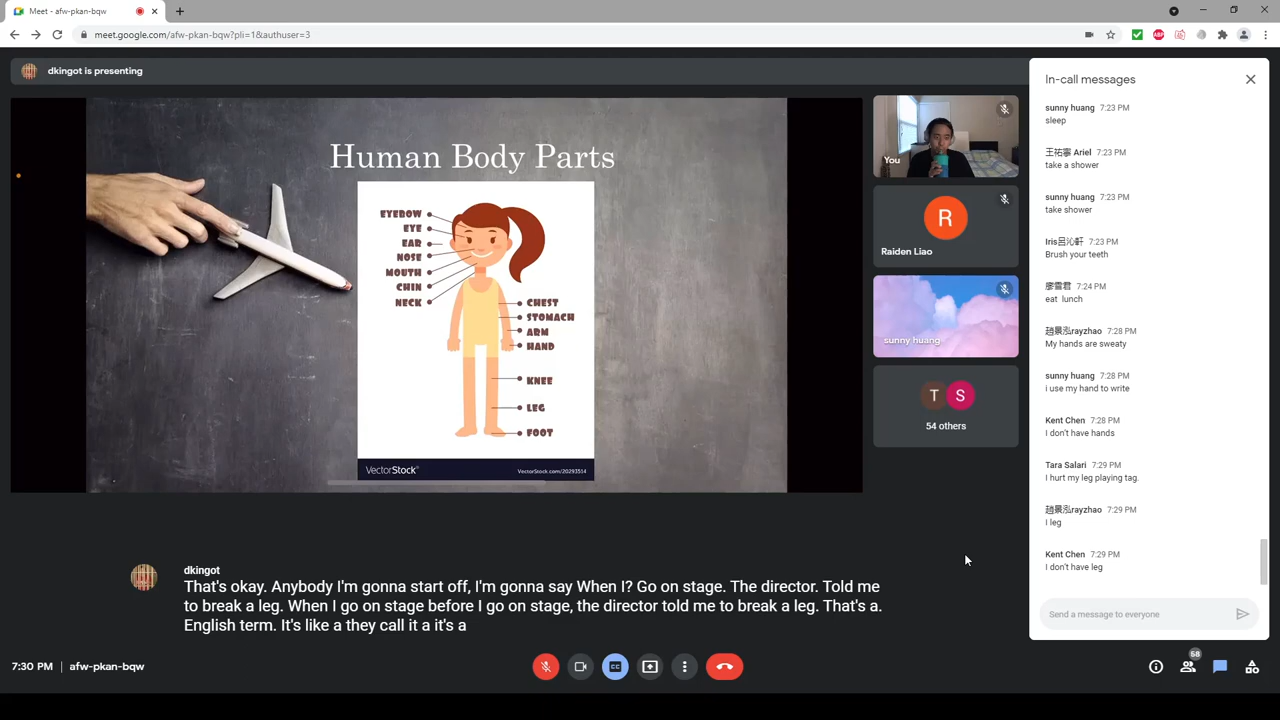 Meet - afw-pkan-bqw
meet.google.com/afw-pkan-bqw?pli=1&authuser=3
dkingot is presenting
Human Body Parts
EYEROW
EYE
EAR
NOSE
MOUTH
CHIN
NECK
CHEST
STOMACH
ARM
HAND
KNEE
LEG
FOOT
VectorStock®
VectorStock.com/20293514
You
R
Raiden Liao
sunny huang
T S
54 others
In-call messages
sunny huang 7:23 PM
sleep
王祐寧 Ariel 7:23 PM
take a shower
sunny huang 7:23 PM
take shower
Iris呂沁軒 7:23 PM
Brush your teeth
廖雪君 7:24 PM
eat lunch
趙景泓rayzhao 7:28 PM
My hands are sweaty
sunny huang 7:28 PM
i use my hand to write
Kent Chen 7:28 PM
I don't have hands
Tara Salari 7:29 PM
I hurt my leg playing tag.
趙景泓rayzhao 7:29 PM
I leg
Kent Chen 7:29 PM
I don't have leg
Send a message to everyone
dkingot
That's okay. Anybody I'm gonna start off, I'm gonna say When I? Go on stage. The director. Told me
to break a leg. When I go on stage before I go on stage, the director told me to break a leg. That's a.
English term. It's like a they call it a it's a
7:30 PM | afw-pkan-bqw
CC
58